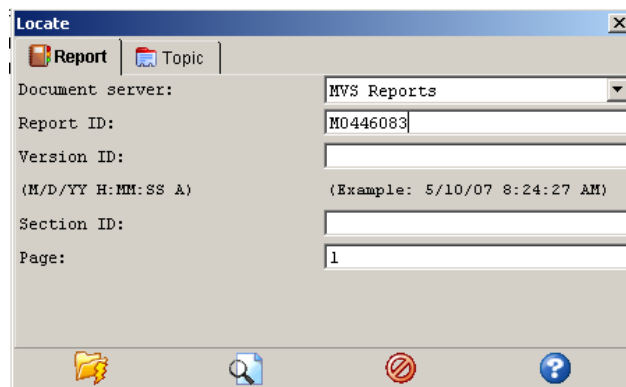 Locate
Report Topic
Document server: MVS Reports
Report ID: M0446083
Version ID:
(M/D/YY H:MM:SS A) (Example: 5/10/07 8:24:27 AM)
Section ID:
Page: 1